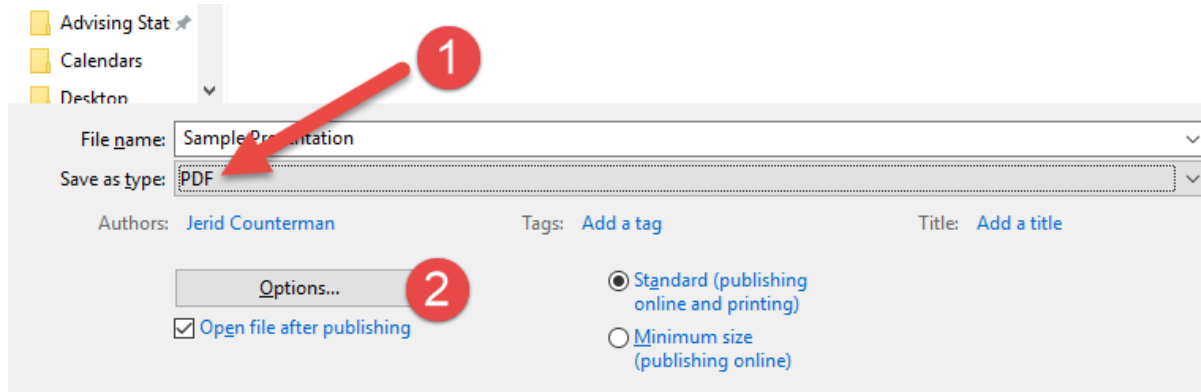 Advising Stat
Calendars
Desktop
1
File name: Sample Presentation
Save as type: PDF
Authors: Jerid Counterman Tags: Add a tag Title: Add a title
Options... 2
Standard (publishing
online and printing)
Open file after publishing
Minimum size
(publishing online)